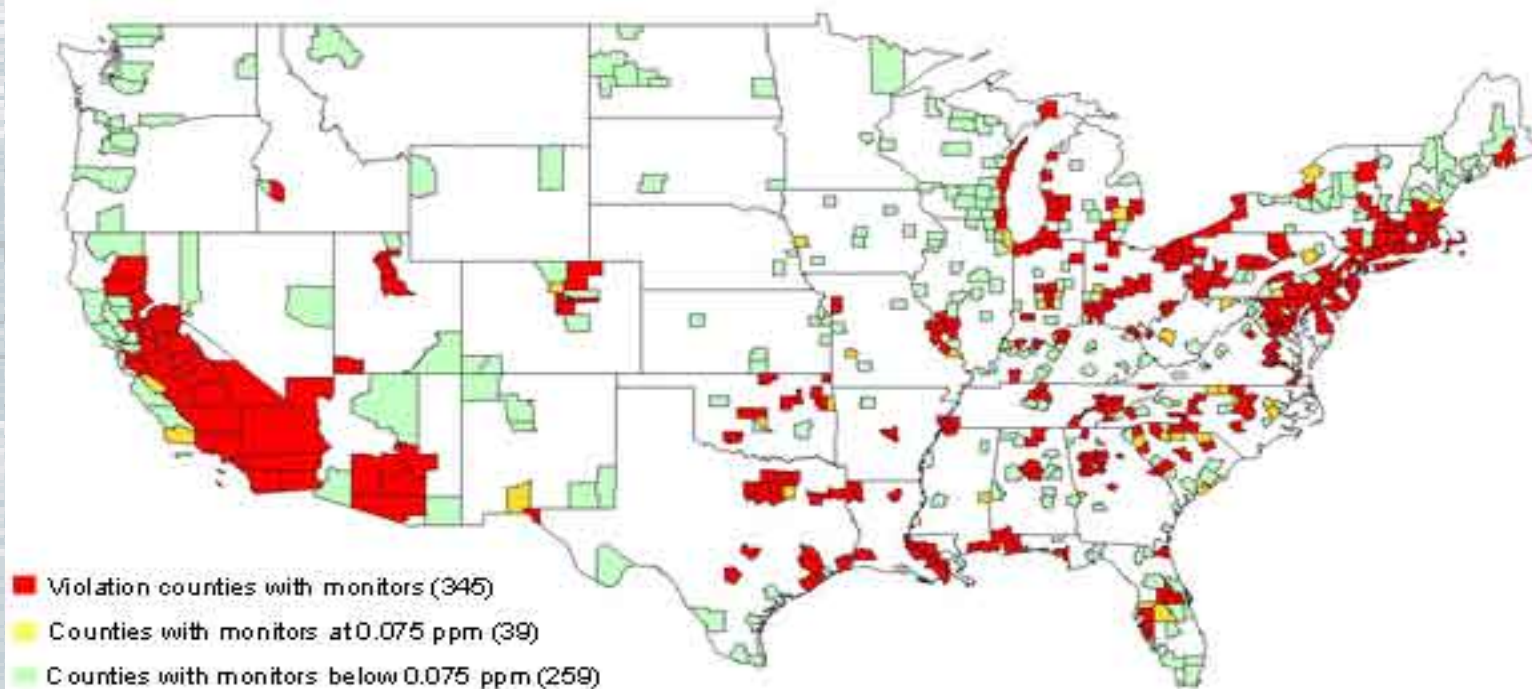 Violation counties with monitors (345)
Counties with monitors at 0.075 ppm (39)
Counties with monitors below 0.075 ppm (259)